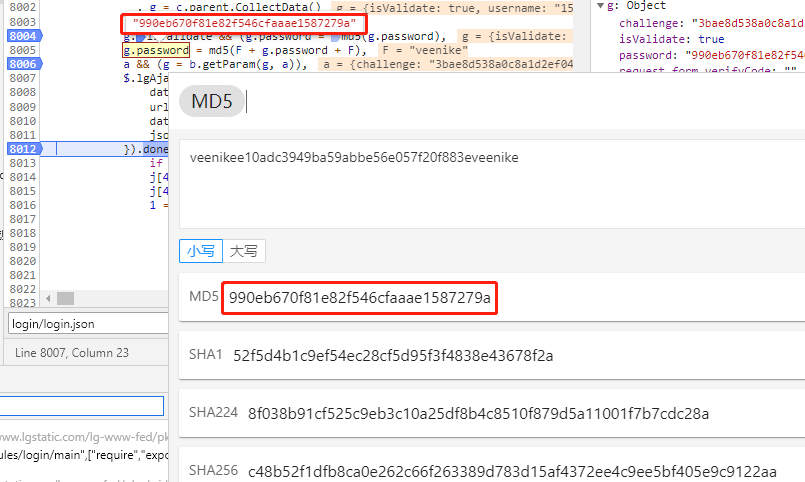 8002 . g = c.parent.CollectData() g = {isValidate: true, username: "15
8003 "990eb670f81e82f546cfaaae1587279a"
8004 alidate && (g.password = md5(g.password), g = {isValidate:
8005 g.password = md5(F + g.password + F), F = "veenike"
8006 a && (g = b.getParam(g, a)), a = {challenge: "3bae8d538a0c8a1d2ef04
8007 $.lgAja
8008 dat
8009 url
8010 dat
8011 jso
8012 }).done
8013 if
8014 j[4
8015 j[4
8016 1 =
8017
8018
8019
8020
8021
8022
8023
g: Object
challenge: "3bae8d538a0c8a1d
isValidate: true
password: "990eb670f81e82f54
request_form_verifyCode: ""
MD5
veenikee10adc3949ba59abbe56e057f20f883eveenike
小写 大写
MD5 990eb670f81e82f546cfaaae1587279a
SHA1 52f5d4b1c9ef54ec28cf5d95f3f4838e43678f2a
SHA224 8f038b91cf525c9eb3c10a25df8b4c8510f879d5a11001f7b7cdc28a
SHA256 c48b52f1dfb8ca0e262c66f263389d783d15af4372ee4c9ee5bf405e9c9122aa
login/login.json
Line 8007, Column 23
ww.lgstatic.com/lg-www-fed/pk
ules/login/main",["require","expo